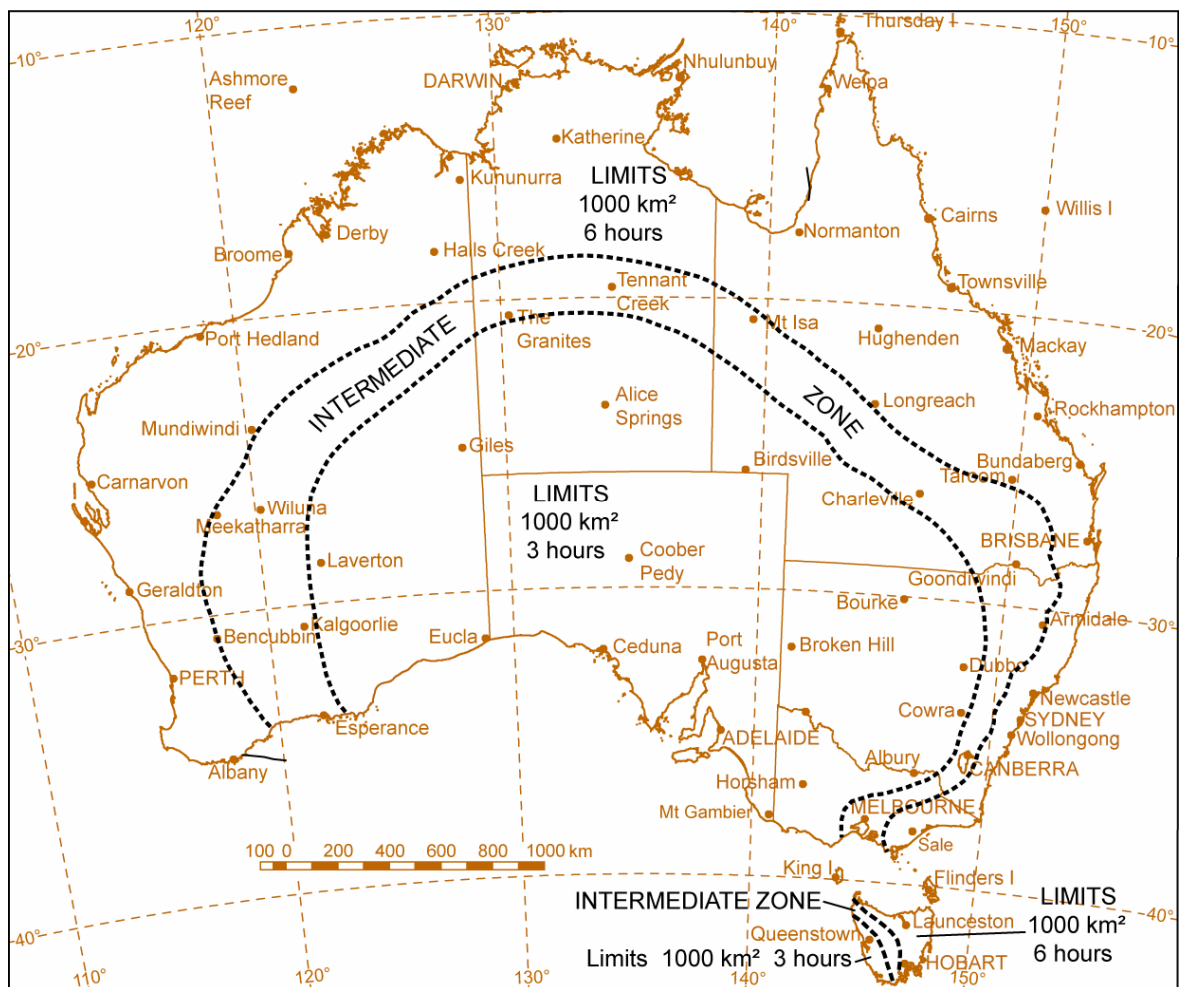 120°
130°
140°
150°
Thursday I
-10°
-10°
Ashmore
Reef
DARWIN
Nhulunbuy
Weipa
Katherine
Kununurra
LIMITS
1000 km²
6 hours
Willis I
Cairns
Normanton
Derby
Broome
Halls Creek
Tennant
Creek
Townsville
The
Granites
Mt Isa
Hughenden
-20°
-20°
Port Hedland
Mackay
INTERMEDIATE
ZONE
Alice
Springs
Longreach
Rockhampton
Mundiwindi
Giles
Birdsville
Bundaberg
Taroom
Carnarvon
LIMITS
1000 km²
3 hours
Charleville
Wiluna
Meekatharra
BRISBANE
Laverton
Coober
Pedy
Goondiwindi
Geraldton
Bourke
Armidale
-30°
-30°
Bencubbin
Kalgoorlie
Eucla
Ceduna
Port
Augusta
Broken Hill
Dubbo
PERTH
Newcastle
Cowra
SYDNEY
Esperance
ADELAIDE
Wollongong
Albany
Albury
CANBERRA
Horsham
Mt Gambier
MELBOURNE
Sale
100 0 200 400 600 800 1000 km
King I
Flinders I
INTERMEDIATE ZONE
LIMITS
1000 km²
6 hours
Launceston
Queenstown
Limits 1000 km² 3 hours
HOBART
-40°
-40°
110°
120°
130°
140°
150°